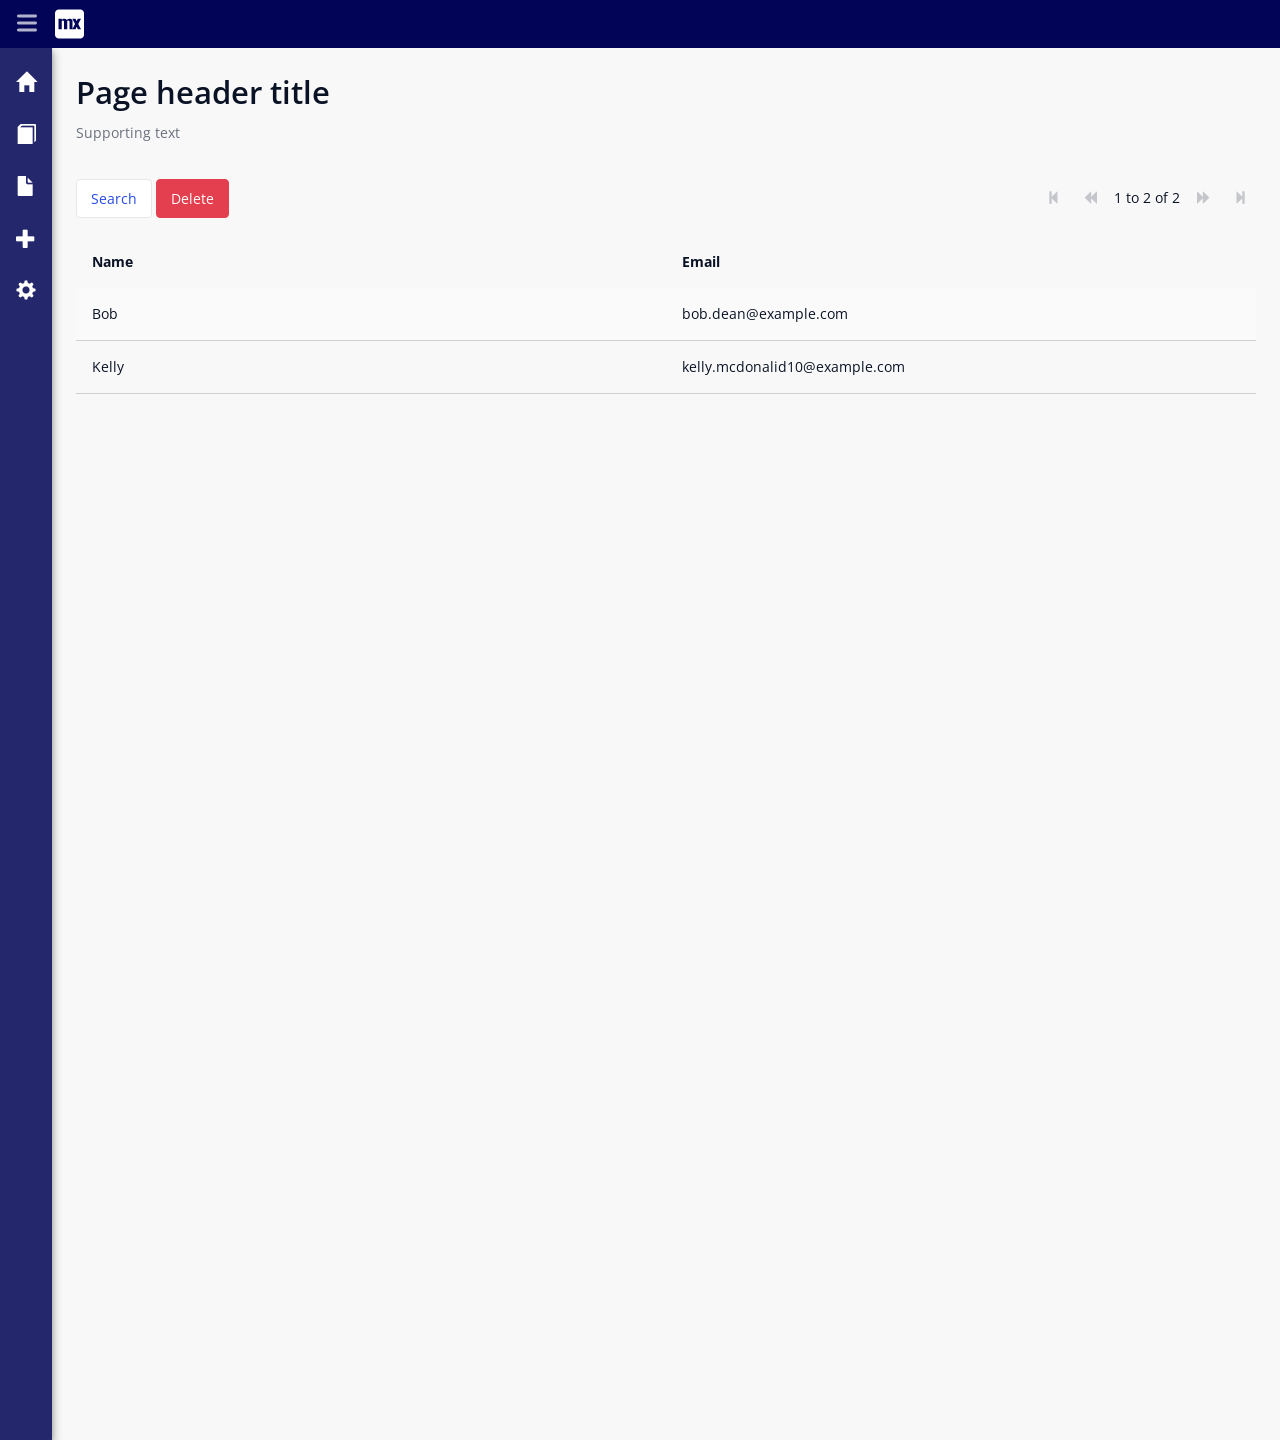 mx
Page header title
Supporting text
Search Delete 1 to 2 of 2
Name Email
Bob bob.dean@example.com
Kelly kelly.mcdonalid10@example.com